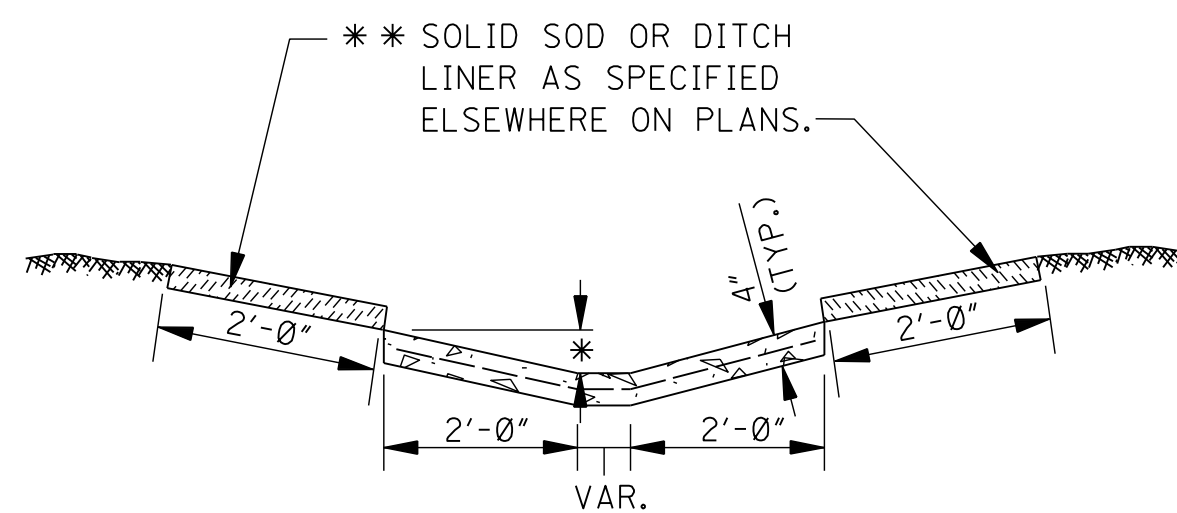 ** SOLID SOD OR DITCH
LINER AS SPECIFIED
ELSEWHERE ON PLANS.
4"
(TYP.)
2'-0"
2'-0"
*
2'-0"
2'-0"
VAR.